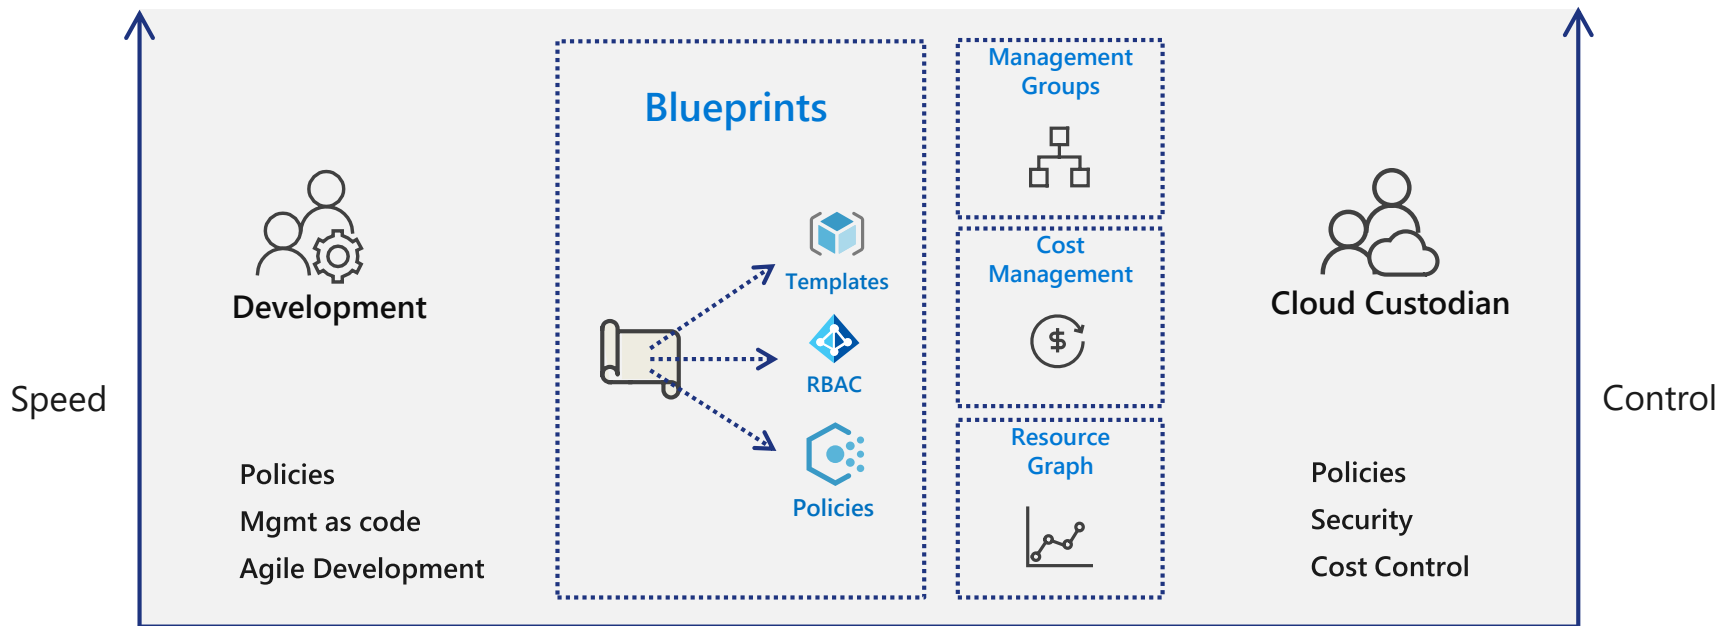 Speed
Development
Policies
Mgmt as code
Agile Development
Blueprints
Templates
RBAC
Policies
Management
Groups
Cost
Management
$
Resource
Graph
Cloud Custodian
Policies
Security
Cost Control
Control